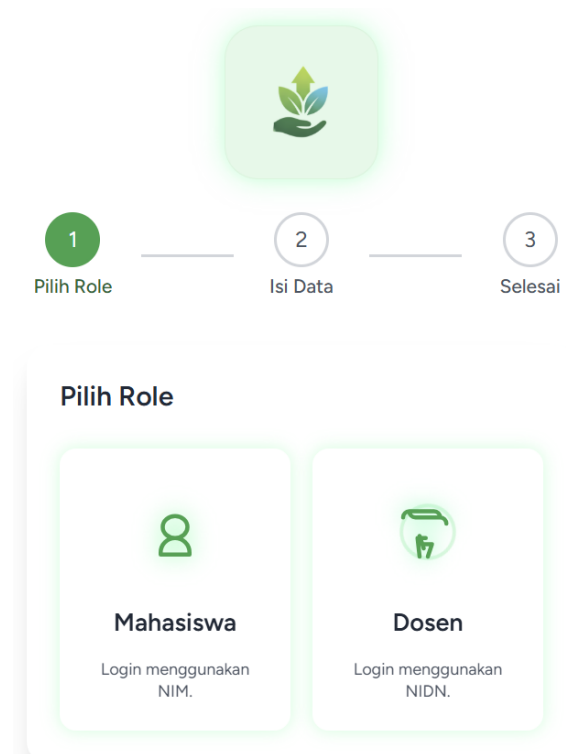 1
2
3
Pilih Role
Isi Data
Selesai
Pilih Role
Mahasiswa
Login menggunakan
NIM.
Dosen
Login menggunakan
NIDN.